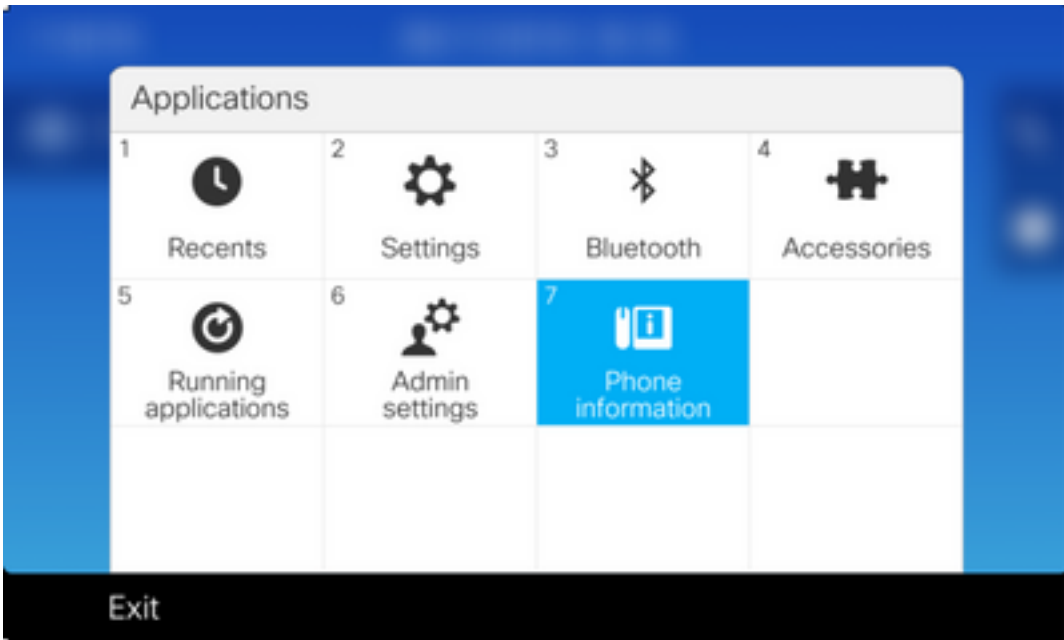 Applications
1
Recents
2
Settings
3
Bluetooth
4
Accessories
5
Running
applications
6
Admin
settings
7
Phone
information
Exit